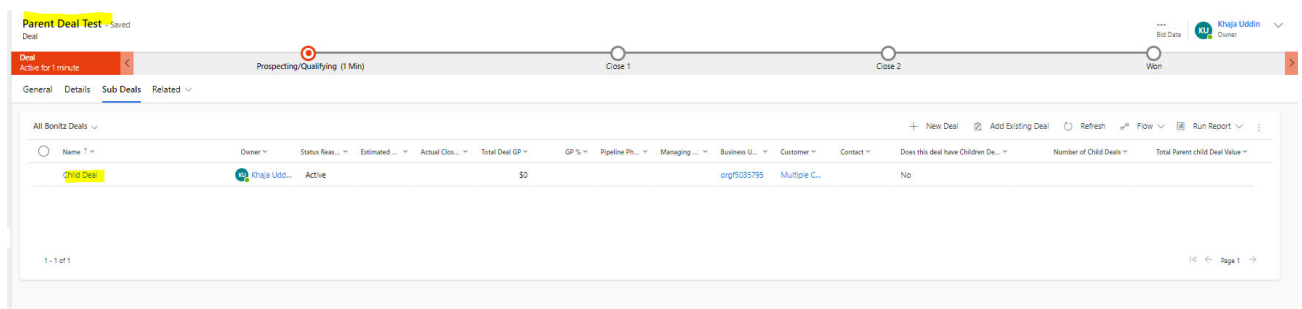 Parent Deal Test - Saved
Deal
---
Bid Date
KU
Khaja Uddin
Owner
Deal
Active for 1 minute
Prospecting/Qualifying (1 Min)
Close 1
Close 2
Won
General Details Sub Deals Related
All Bonitz Deals
+ New Deal Add Existing Deal Refresh Flow Run Report
Name Owner Status Reas... Estimated ... Actual Clos... Total Deal GP GP % Pipeline Ph... Managing ... Business U... Customer Contact Does this deal have Children De... Number of Child Deals Total Parent child Deal Value
Child Deal KU Khaja Udd... Active $0 orgf5035795 Multiple C... No
1 - 1 of 1
Page 1